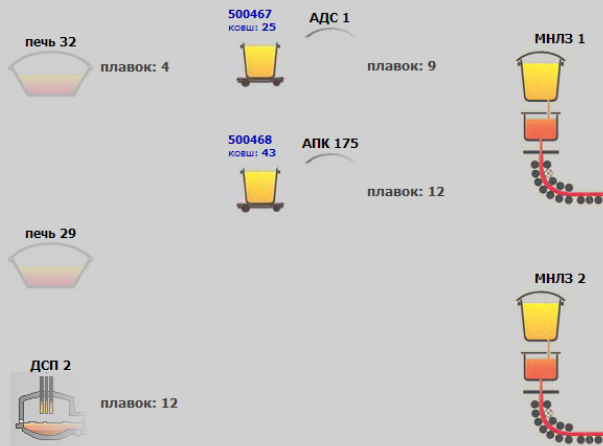 500467
ковш: 25
АДС 1
МНЛЗ 1
печь 32
плавок: 4
плавок: 9
500468
ковш: 43
АПК 175
плавок: 12
печь 29
МНЛЗ 2
ДСП 2
плавок: 12